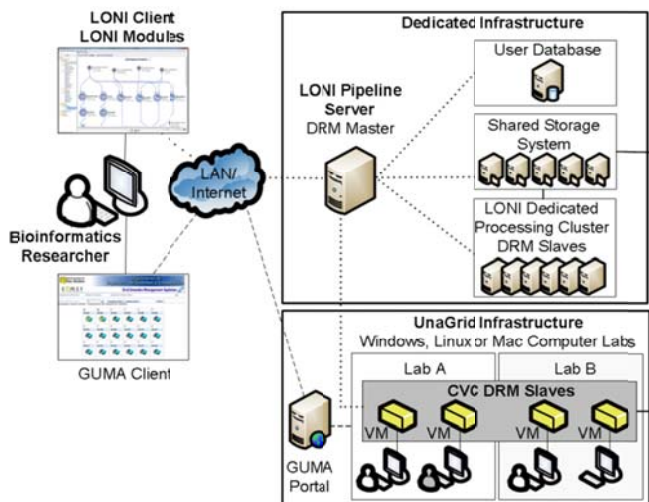 LONI Client
LONI Modules
Bioinformatics
Researcher
GUMA Client
LAN/
Internet
Dedicated Infrastructure
LONI Pipeline
Server
DRM Master
User Database
Shared Storage
System
LONI Dedicated
Processing Cluster
DRM Slaves
UnaGrid Infrastructure
Windows, Linux or Mac Computer Labs
Lab A
Lab B
CVC DRM Slaves
VM
VM
VM
VM
GUMA
Portal